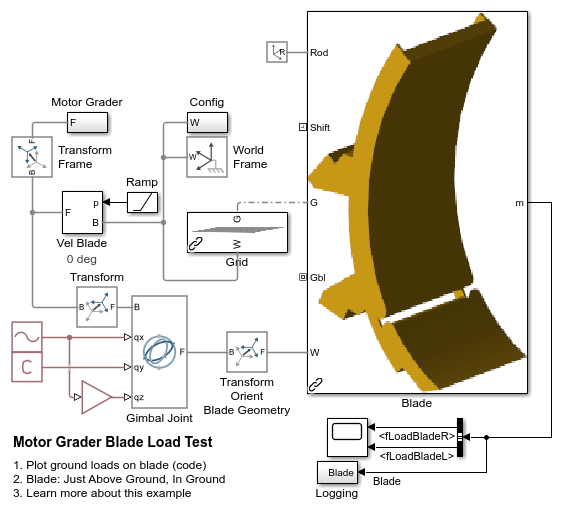 Rod
Motor Grader
Config
F
W
Shift
F
B
Transform
Frame
W
World
Frame
Ramp
F
p
B
G
G
W
m
Vel Blade
0 deg
Grid
Transform
Gbl
B
F
B
qx
qy
qz
F
C
B
F
W
Transform
Orient
Blade Geometry
Gimbal Joint
Blade
Motor Grader Blade Load Test
1. Plot ground loads on blade (code)
2. Blade: Just Above Ground, In Ground
3. Learn more about this example
<fLoadBladeR>
<fLoadBladeL>
Blade
Blade
Logging